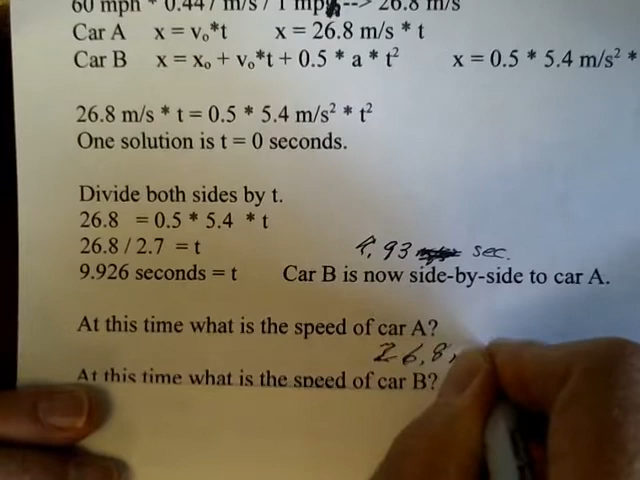 60 mph * 0.447 m/s / 1 mph --> 26.8 m/s
Car A x = vₒ*t x = 26.8 m/s * t
Car B x = xₒ + vₒ*t + 0.5 * a * t² x = 0.5 * 5.4 m/s² *
26.8 m/s * t = 0.5 * 5.4 m/s² * t²
One solution is t = 0 seconds.
Divide both sides by t.
26.8 = 0.5 * 5.4 * t
26.8 / 2.7 = t
9.93 sec.
9.926 seconds = t Car B is now side-by-side to car A.
At this time what is the speed of car A?
26.8
At this time what is the speed of car B?